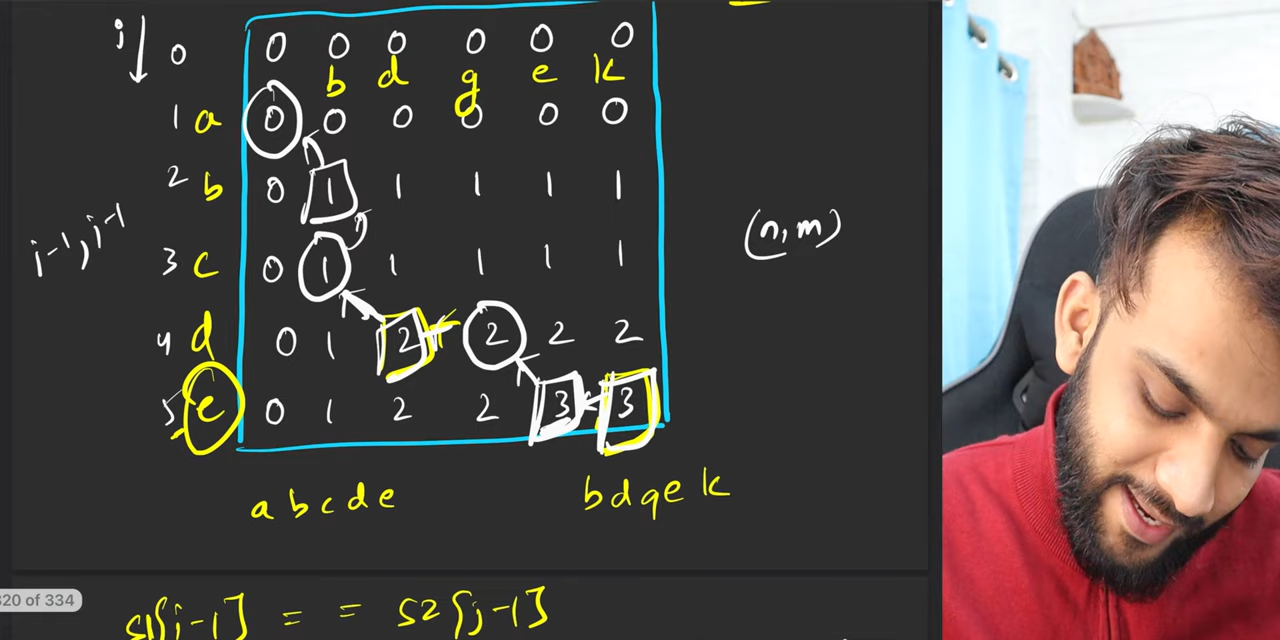 i 0 0 0 0 0 0 0
b d g e k
1 a 0 0 0 0 0 0
2 b 0 1 1 1 1 1
i-1, j-1
(n, m)
3 c 0 1 1 1 1 1
4 d 0 1 2 2 2 2
5 e 0 1 2 2 3 3
a b c d e b d g e k
320 of 334
S1[i-1] = = S2[j-1]